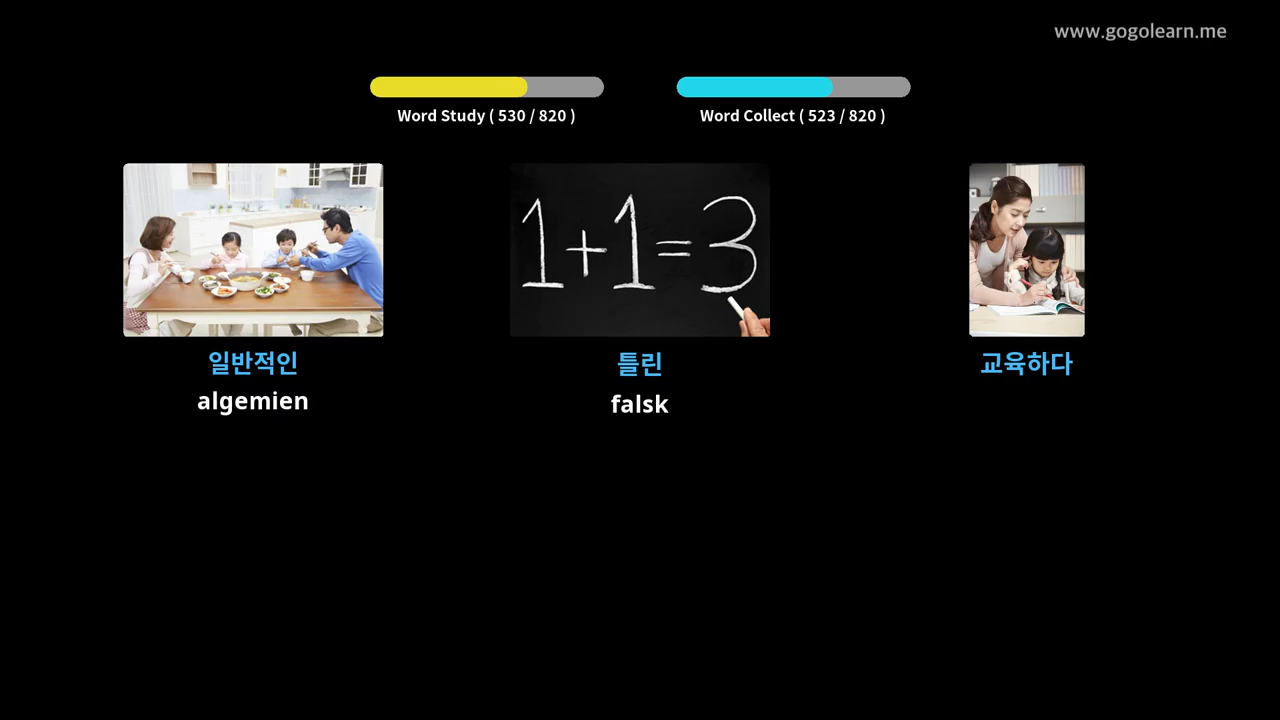 www.gogolearn.me
Word Study ( 530 / 820 )
Word Collect ( 523 / 820 )
1+1=3
일반적인
틀린
교육하다
algemien
falsk